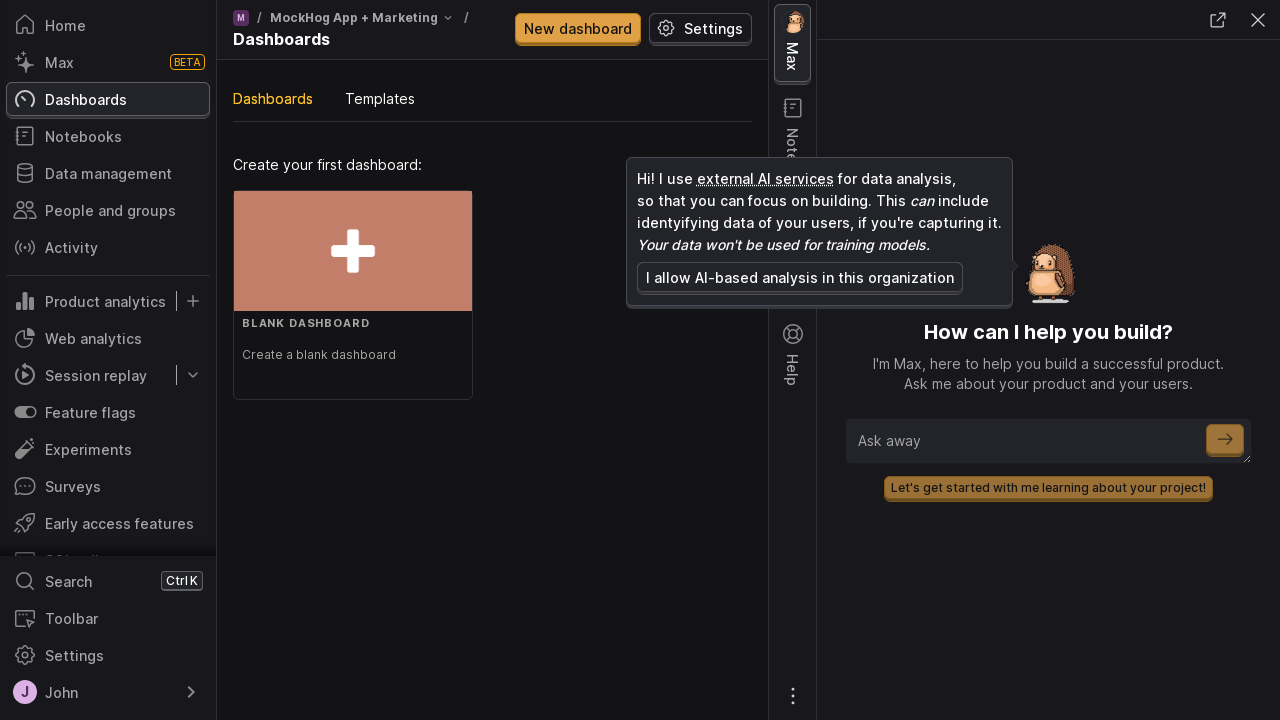 Home
Max
BETA
Dashboards
Notebooks
Data management
People and groups
Activity
Product analytics
Web analytics
Session replay
Feature flags
Experiments
Surveys
Early access features
Search
Ctrl K
Toolbar
Settings
J
John
M / MockHog App + Marketing /
Dashboards
New dashboard
Settings
Dashboards
Templates
Create your first dashboard:
BLANK DASHBOARD
Create a blank dashboard
Max
Help
Hi! I use external AI services for data analysis,
so that you can focus on building. This can include
identyifying data of your users, if you're capturing it.
Your data won't be used for training models.
I allow AI-based analysis in this organization
How can I help you build?
I'm Max, here to help you build a successful product.
Ask me about your product and your users.
Ask away
Let's get started with me learning about your project!